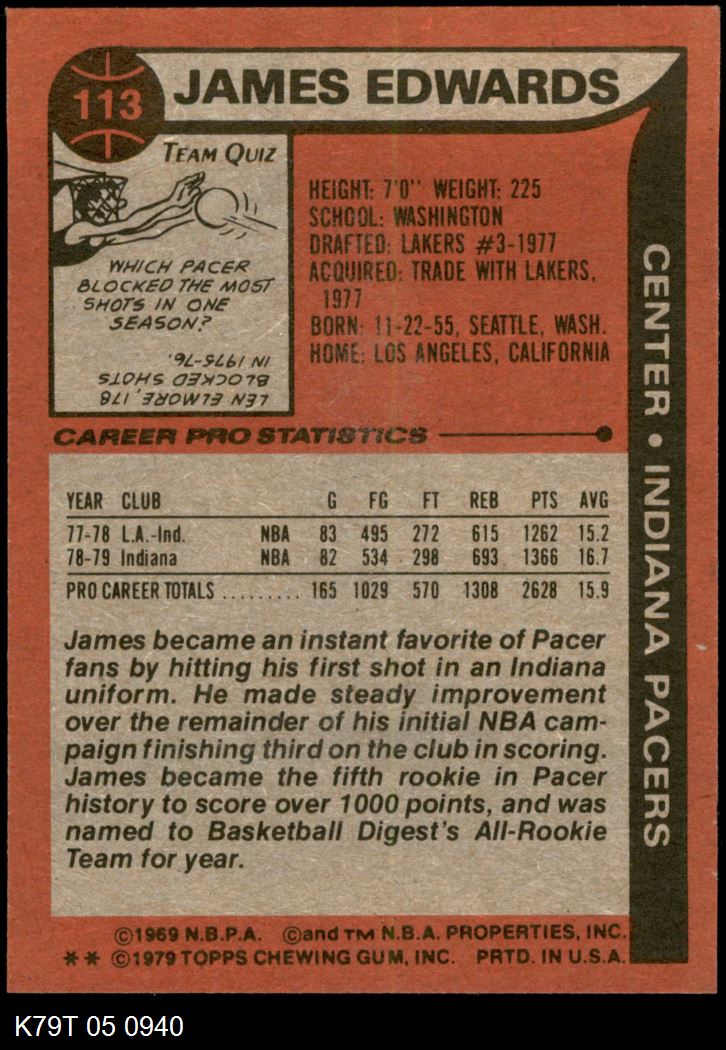 113
JAMES EDWARDS
TEAM QUIZ
WHICH PACER
BLOCKED THE MOST
SHOTS IN ONE
SEASON?
LEN ELMORE, 178
BLOCKED SHOTS
IN 1975-76.
HEIGHT: 7'0" WEIGHT: 225
SCHOOL: WASHINGTON
DRAFTED: LAKERS #3-1977
ACQUIRED: TRADE WITH LAKERS,
1977
BORN: 11-22-55, SEATTLE, WASH.
HOME: LOS ANGELES, CALIFORNIA
CENTER • INDIANA PACERS
CAREER PRO STATISTICS
YEAR CLUB G FG FT REB PTS AVG
77-78 L.A.-Ind. NBA 83 495 272 615 1262 15.2
78-79 Indiana NBA 82 534 298 693 1366 16.7
PRO CAREER TOTALS ......... 165 1029 570 1308 2628 15.9
James became an instant favorite of Pacer
fans by hitting his first shot in an Indiana
uniform. He made steady improvement
over the remainder of his initial NBA cam-
paign finishing third on the club in scoring.
James became the fifth rookie in Pacer
history to score over 1000 points, and was
named to Basketball Digest's All-Rookie
Team for year.
©1969 N.B.P.A. ©and TM N.B.A. PROPERTIES, INC.
** ©1979 TOPPS CHEWING GUM, INC. PRTD. IN U.S.A.
K79T 05 0940